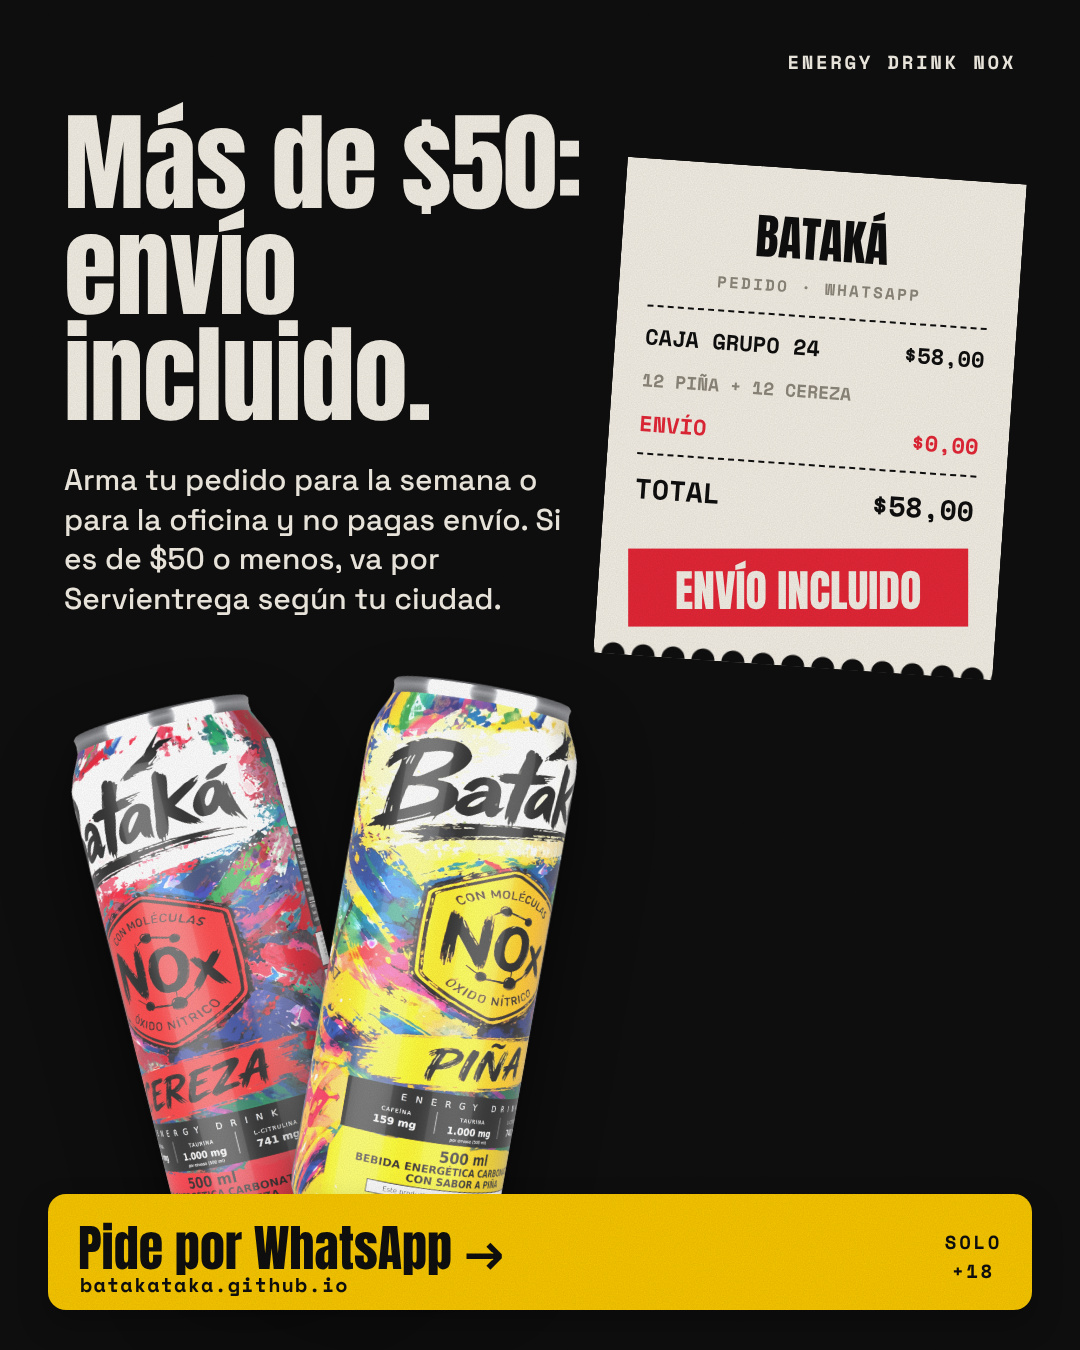 ENERGY DRINK NOX
Más de $50:
envío
incluido.
Arma tu pedido para la semana o
para la oficina y no pagas envío. Si
es de $50 o menos, va por
Servientrega según tu ciudad.
BATAKÁ
PEDIDO · WHATSAPP
CAJA GRUPO 24 $58,00
12 PIÑA + 12 CEREZA
ENVÍO $0,00
TOTAL $58,00
ENVÍO INCLUIDO
ataká
CON MOLÉCULAS
NOx
ÓXIDO NÍTRICO
EREZA
ERGY DRINK
TAURINA
1.000 mg
L-CITRULINA
741 mg
500 ml
Batak
CON MOLÉCULAS
NOx
ÓXIDO NÍTRICO
PIÑA
ENERGY DRI
CAFEÍNA
159 mg
TAURINA
1.000 mg
500 ml
BEBIDA ENERGÉTICA CARBON
CON SABOR A PIÑA
Pide por WhatsApp →
batakataka.github.io
SOLO
+18